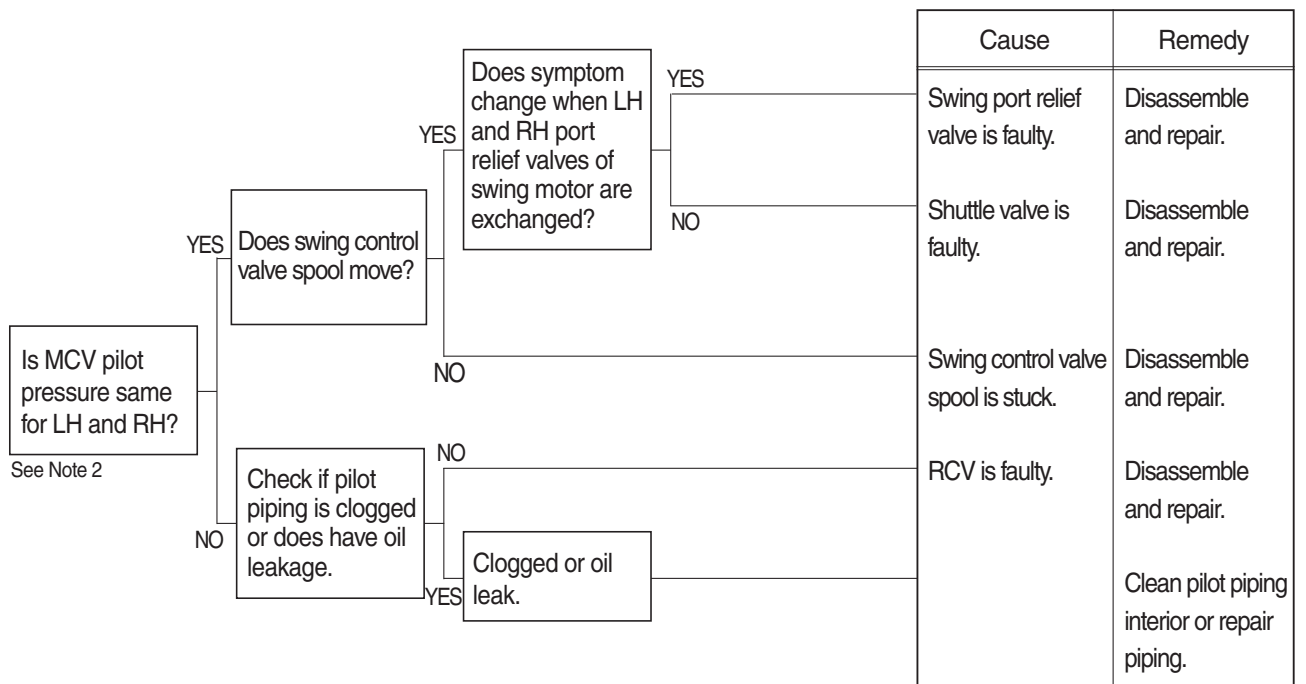 Cause
Remedy
Does symptom
change when LH
and RH port
relief valves of
swing motor are
exchanged?
YES
YES
NO
Swing port relief
valve is faulty.
Disassemble
and repair.
Shuttle valve is
faulty.
Disassemble
and repair.
YES
Does swing control
valve spool move?
NO
Swing control valve
spool is stuck.
Disassemble
and repair.
Is MCV pilot
pressure same
for LH and RH?
See Note 2
NO
Check if pilot
piping is clogged
or does have oil
leakage.
NO
RCV is faulty.
Disassemble
and repair.
YES
Clogged or oil
leak.
Clean pilot piping
interior or repair
piping.